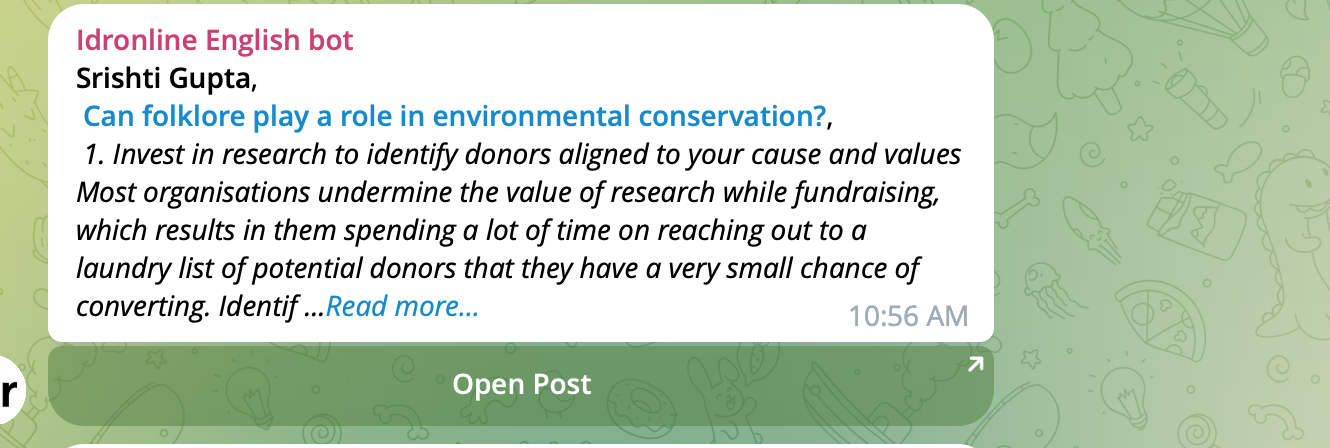 Idronline English bot
Srishti Gupta,
Can folklore play a role in environmental conservation?,
1. Invest in research to identify donors aligned to your cause and values
Most organisations undermine the value of research while fundraising,
which results in them spending a lot of time on reaching out to a
laundry list of potential donors that they have a very small chance of
converting. Identif ...Read more...
10:56 AM
Open Post
r